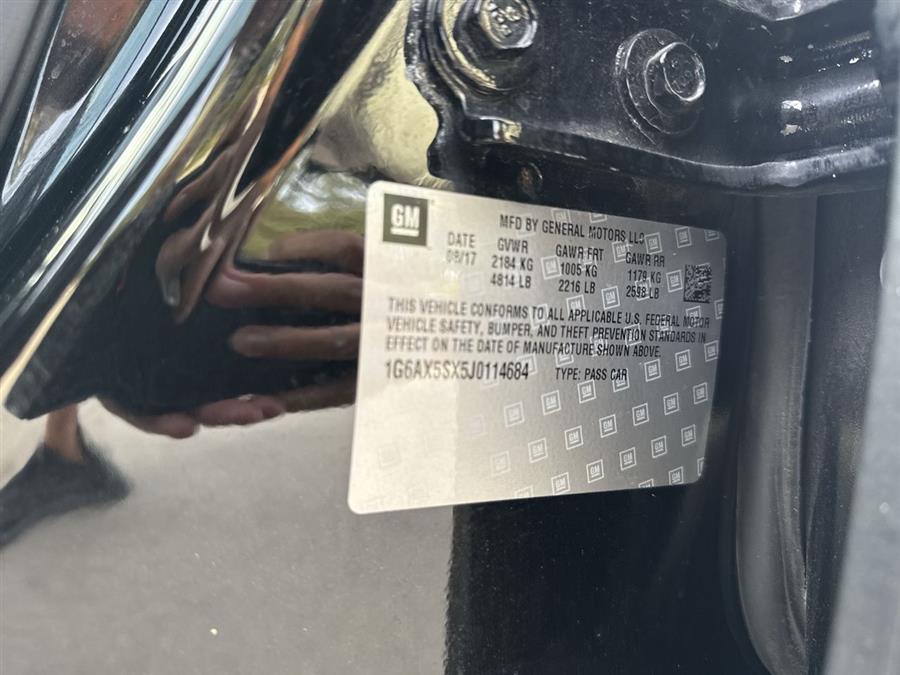 GM
MFD BY GENERAL MOTORS LLC
DATE GVWR GAWR FRT GAWR RR
08/17 2184 KG 1005 KG 1179 KG
4814 LB 2216 LB 2598 LB
THIS VEHICLE CONFORMS TO ALL APPLICABLE U.S. FEDERAL MOTOR
VEHICLE SAFETY, BUMPER, AND THEFT PREVENTION STANDARDS IN
EFFECT ON THE DATE OF MANUFACTURE SHOWN ABOVE.
1G6AX5SX5J0114684 TYPE: PASS CAR